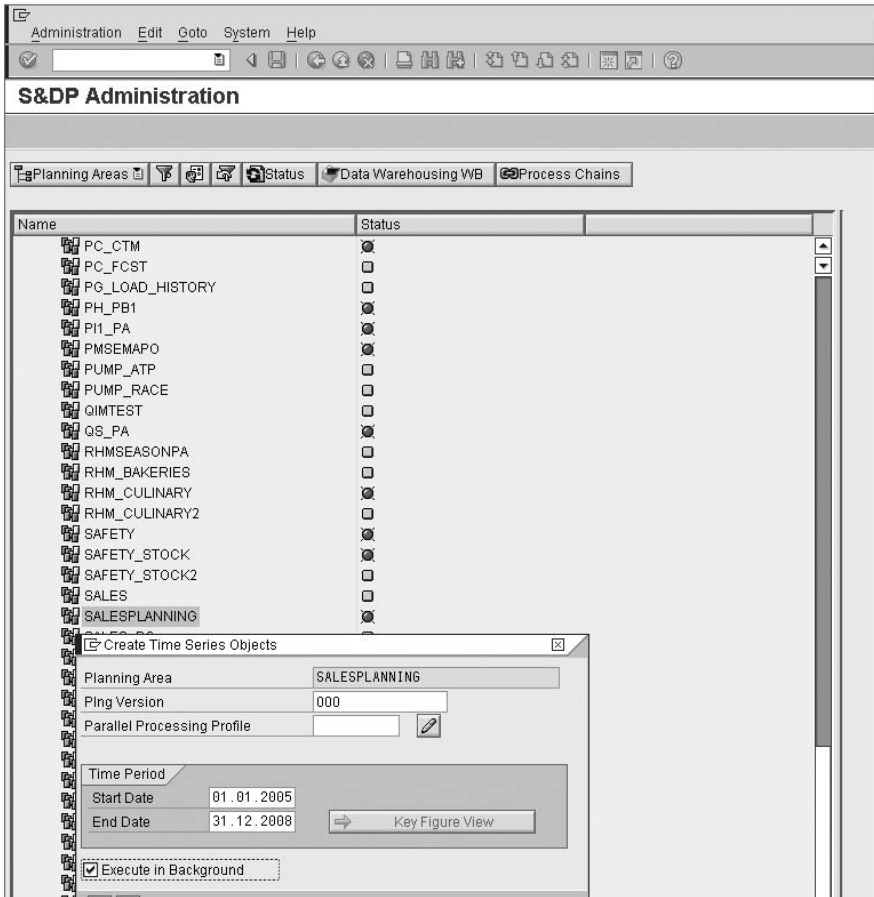 Administration Edit Goto System Help
S&DP Administration
Planning Areas Status Data Warehousing WB Process Chains
Name Status
PC_CTM
PC_FCST
PG_LOAD_HISTORY
PH_PB1
PI1_PA
PMSEMAPO
PUMP_ATP
PUMP_RACE
QIMTEST
QS_PA
RHMSEASONPA
RHM_BAKERIES
RHM_CULINARY
RHM_CULINARY2
SAFETY
SAFETY_STOCK
SAFETY_STOCK2
SALES
SALESPLANNING
Create Time Series Objects
Planning Area SALESPLANNING
Plng Version 000
Parallel Processing Profile
Time Period
Start Date 01.01.2005
End Date 31.12.2008 Key Figure View
Execute in Background